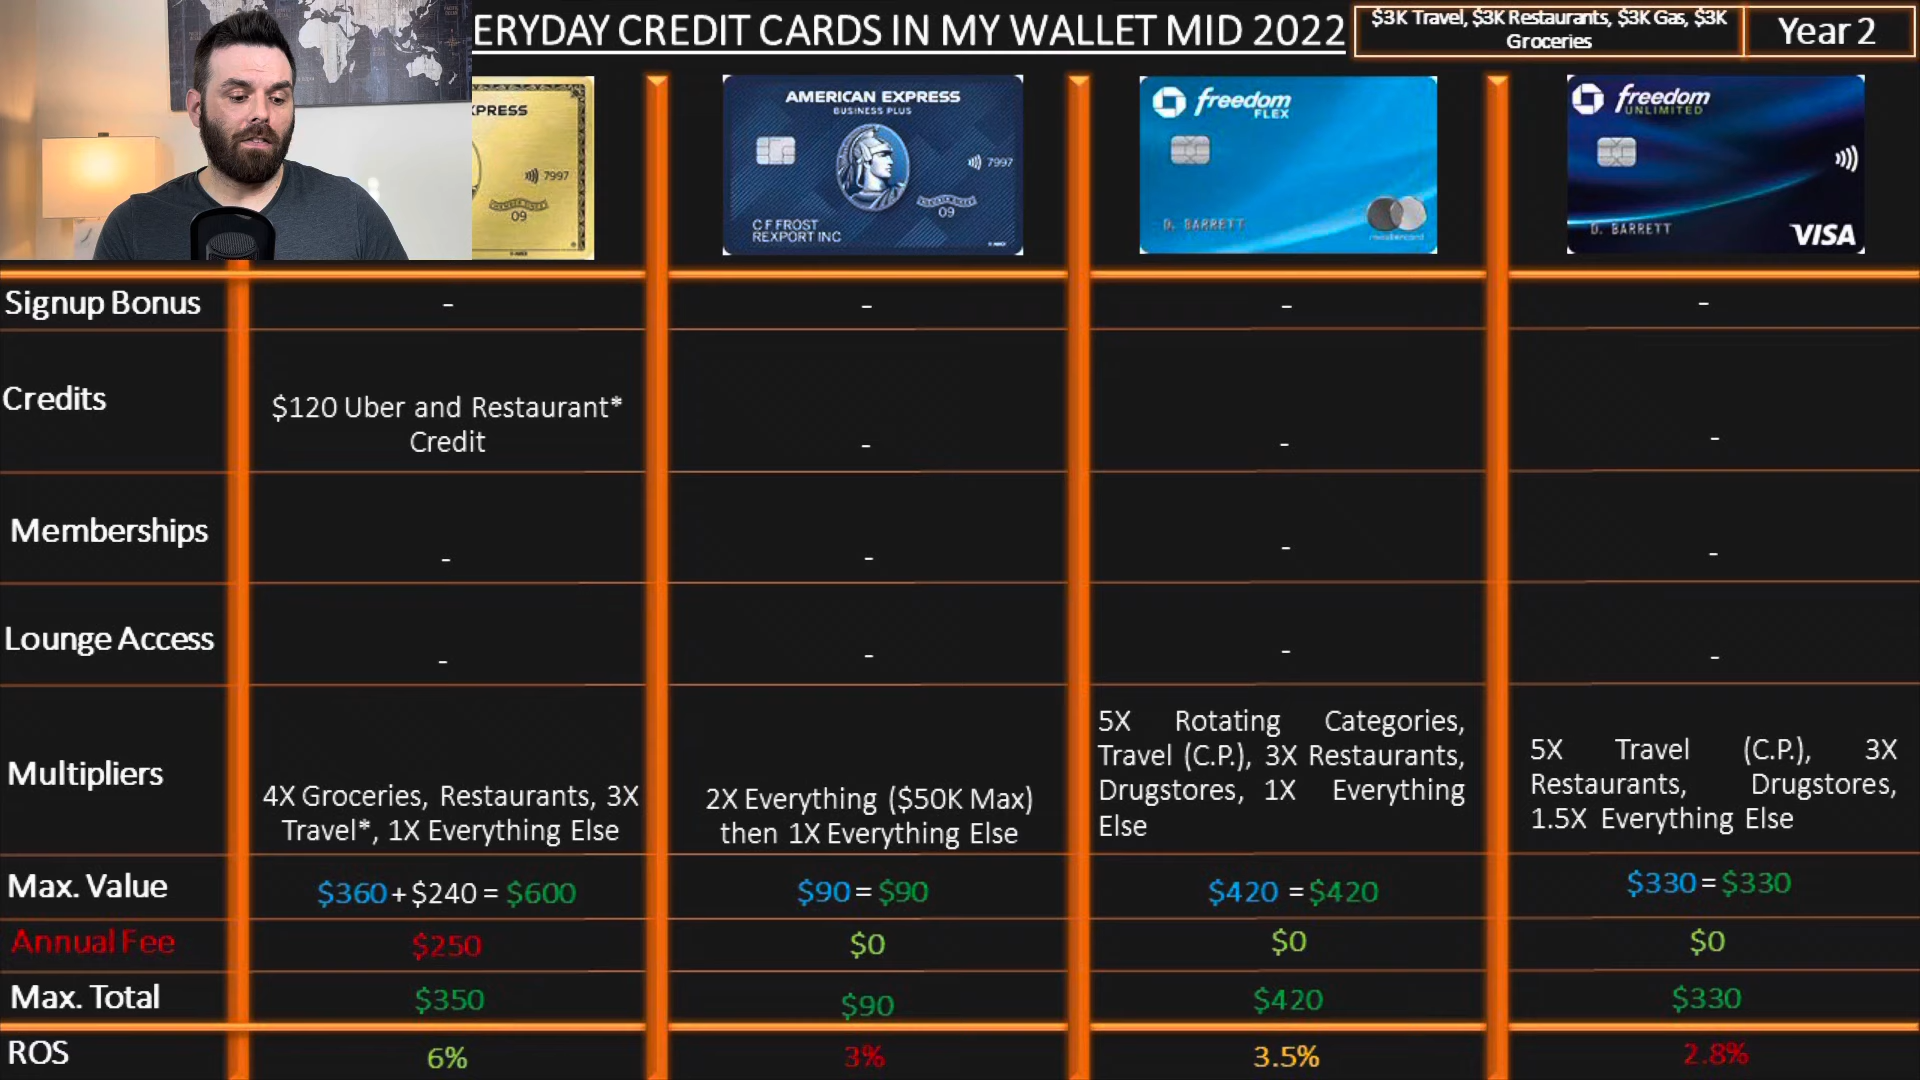 ERYDAY CREDIT CARDS IN MY WALLET MID 2022
$3K Travel, $3K Restaurants, $3K Gas, $3K
Groceries
Year 2
XPRESS
7997
MEMBER SINCE
09
AMERICAN EXPRESS
BUSINESS PLUS
7997
MEMBER SINCE
09
C F FROST
REXPORT INC
freedom
FLEX
D. BARRETT
mastercard
freedom
UNLIMITED
D. BARRETT
VISA
Signup Bonus - - - -
Credits
$120 Uber and Restaurant*
Credit
- - -
Memberships
- - - -
Lounge Access
- - - -
Multipliers
4X Groceries, Restaurants, 3X
Travel*, 1X Everything Else
2X Everything ($50K Max)
then 1X Everything Else
5X Rotating Categories,
Travel (C.P.), 3X Restaurants,
Drugstores, 1X Everything
Else
5X Travel (C.P.), 3X
Restaurants, Drugstores,
1.5X Everything Else
Max. Value $360 + $240 = $600 $90 = $90 $420 = $420 $330 = $330
Annual Fee $250 $0 $0 $0
Max. Total $350 $90 $420 $330
ROS 6% 3% 3.5% 2.8%